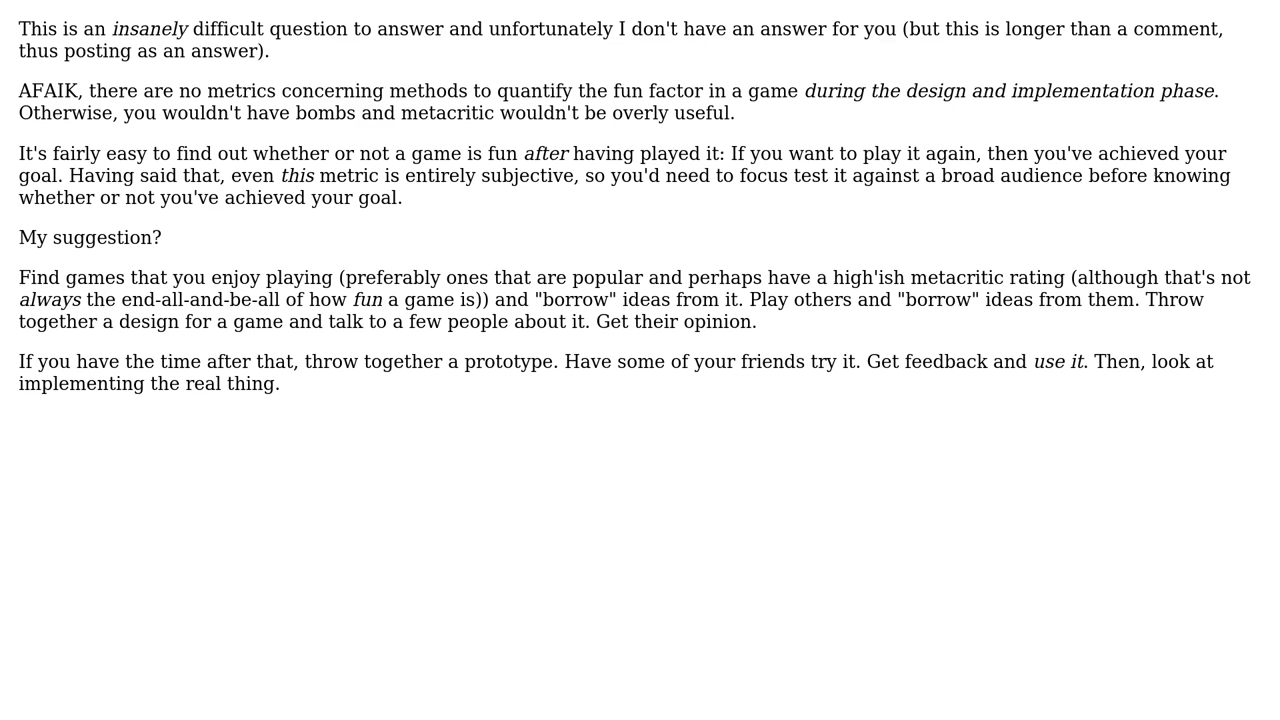 This is an insanely difficult question to answer and unfortunately I don't have an answer for you (but this is longer than a comment,
thus posting as an answer).
AFAIK, there are no metrics concerning methods to quantify the fun factor in a game during the design and implementation phase.
Otherwise, you wouldn't have bombs and metacritic wouldn't be overly useful.
It's fairly easy to find out whether or not a game is fun after having played it: If you want to play it again, then you've achieved your
goal. Having said that, even this metric is entirely subjective, so you'd need to focus test it against a broad audience before knowing
whether or not you've achieved your goal.
My suggestion?
Find games that you enjoy playing (preferably ones that are popular and perhaps have a high'ish metacritic rating (although that's not
always the end-all-and-be-all of how fun a game is)) and "borrow" ideas from it. Play others and "borrow" ideas from them. Throw
together a design for a game and talk to a few people about it. Get their opinion.
If you have the time after that, throw together a prototype. Have some of your friends try it. Get feedback and use it. Then, look at
implementing the real thing.